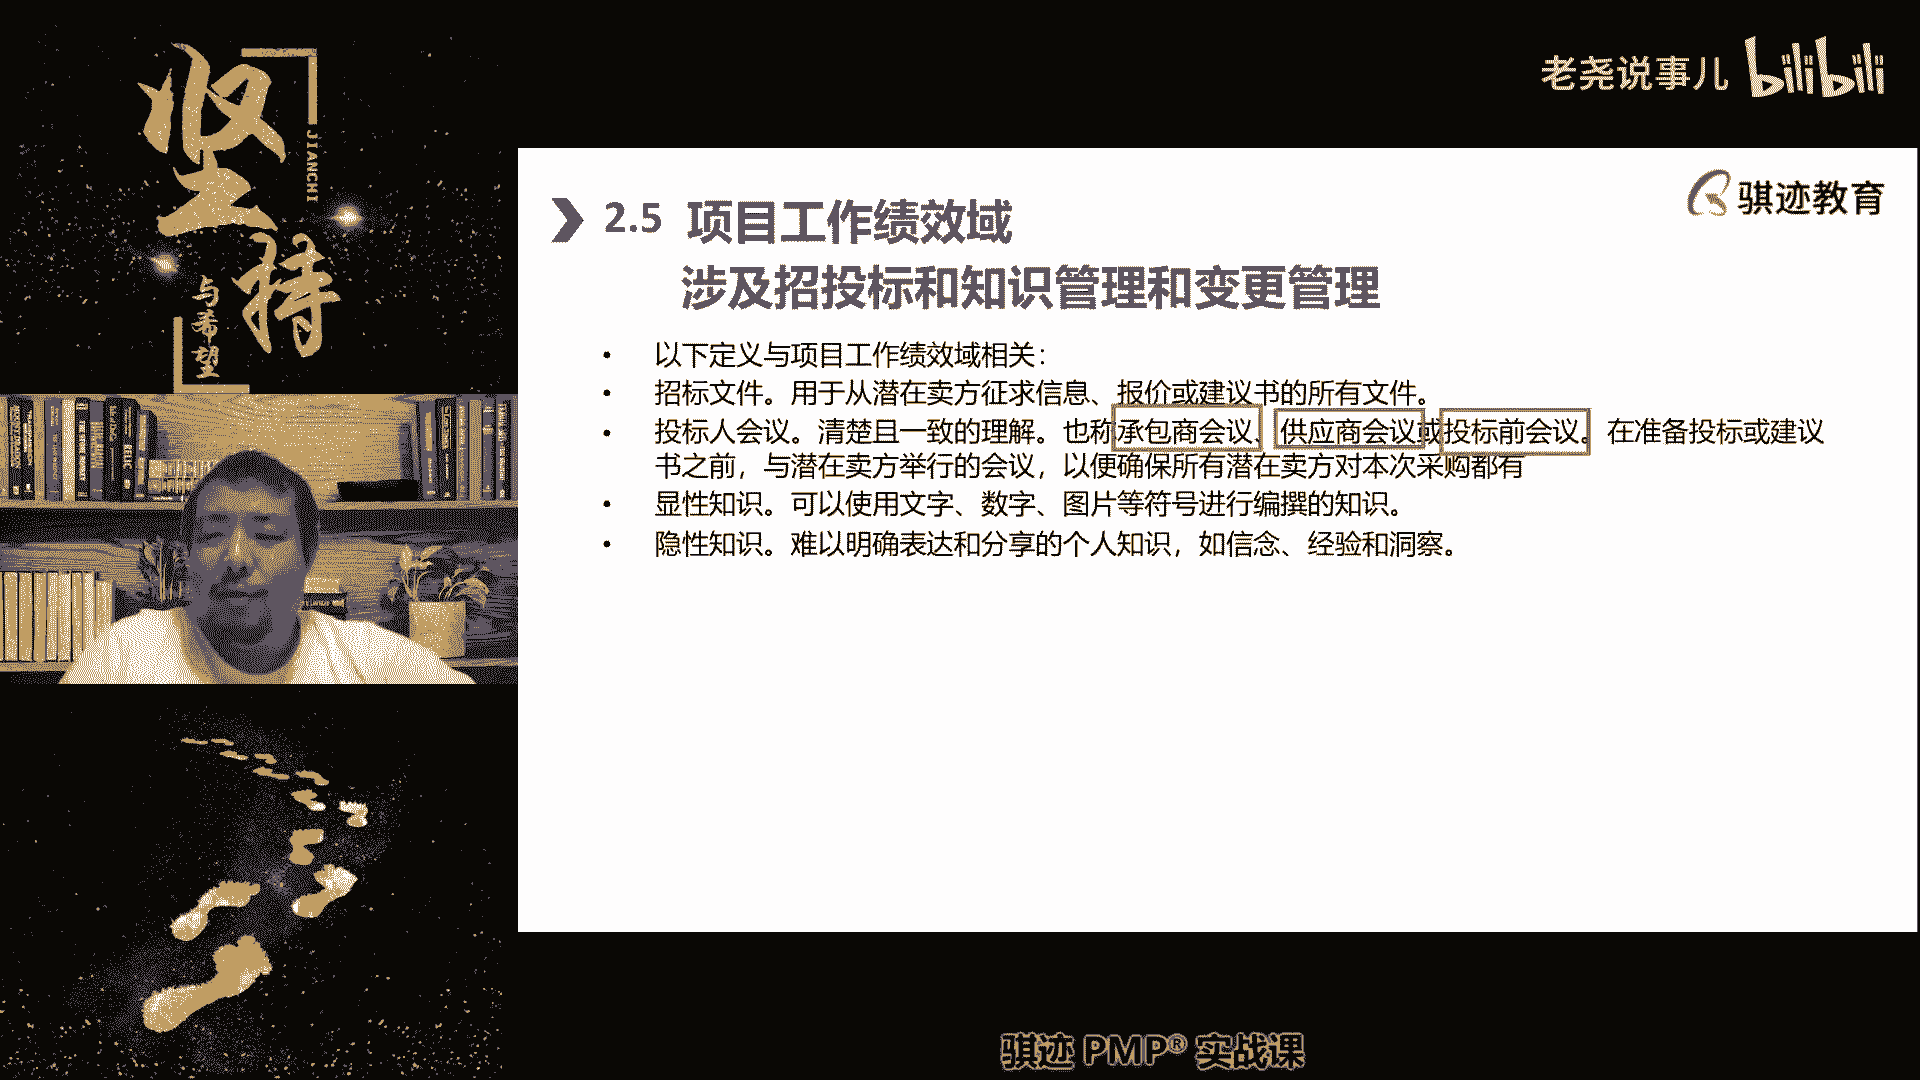 坚持
JIANCHI
与希望
老尧说事儿 bilibili
骐迹教育
2.5 项目工作绩效域
涉及招投标和知识管理和变更管理
• 以下定义与项目工作绩效域相关：
• 招标文件。用于从潜在卖方征求信息、报价或建议书的所有文件。
• 投标人会议。清楚且一致的理解。也称承包商会议、供应商会议或投标前会议。在准备投标或建议
书之前，与潜在卖方举行的会议，以便确保所有潜在卖方对本次采购都有
• 显性知识。可以使用文字、数字、图片等符号进行编撰的知识。
• 隐性知识。难以明确表达和分享的个人知识，如信念、经验和洞察。
骐迹 PMP® 实战课